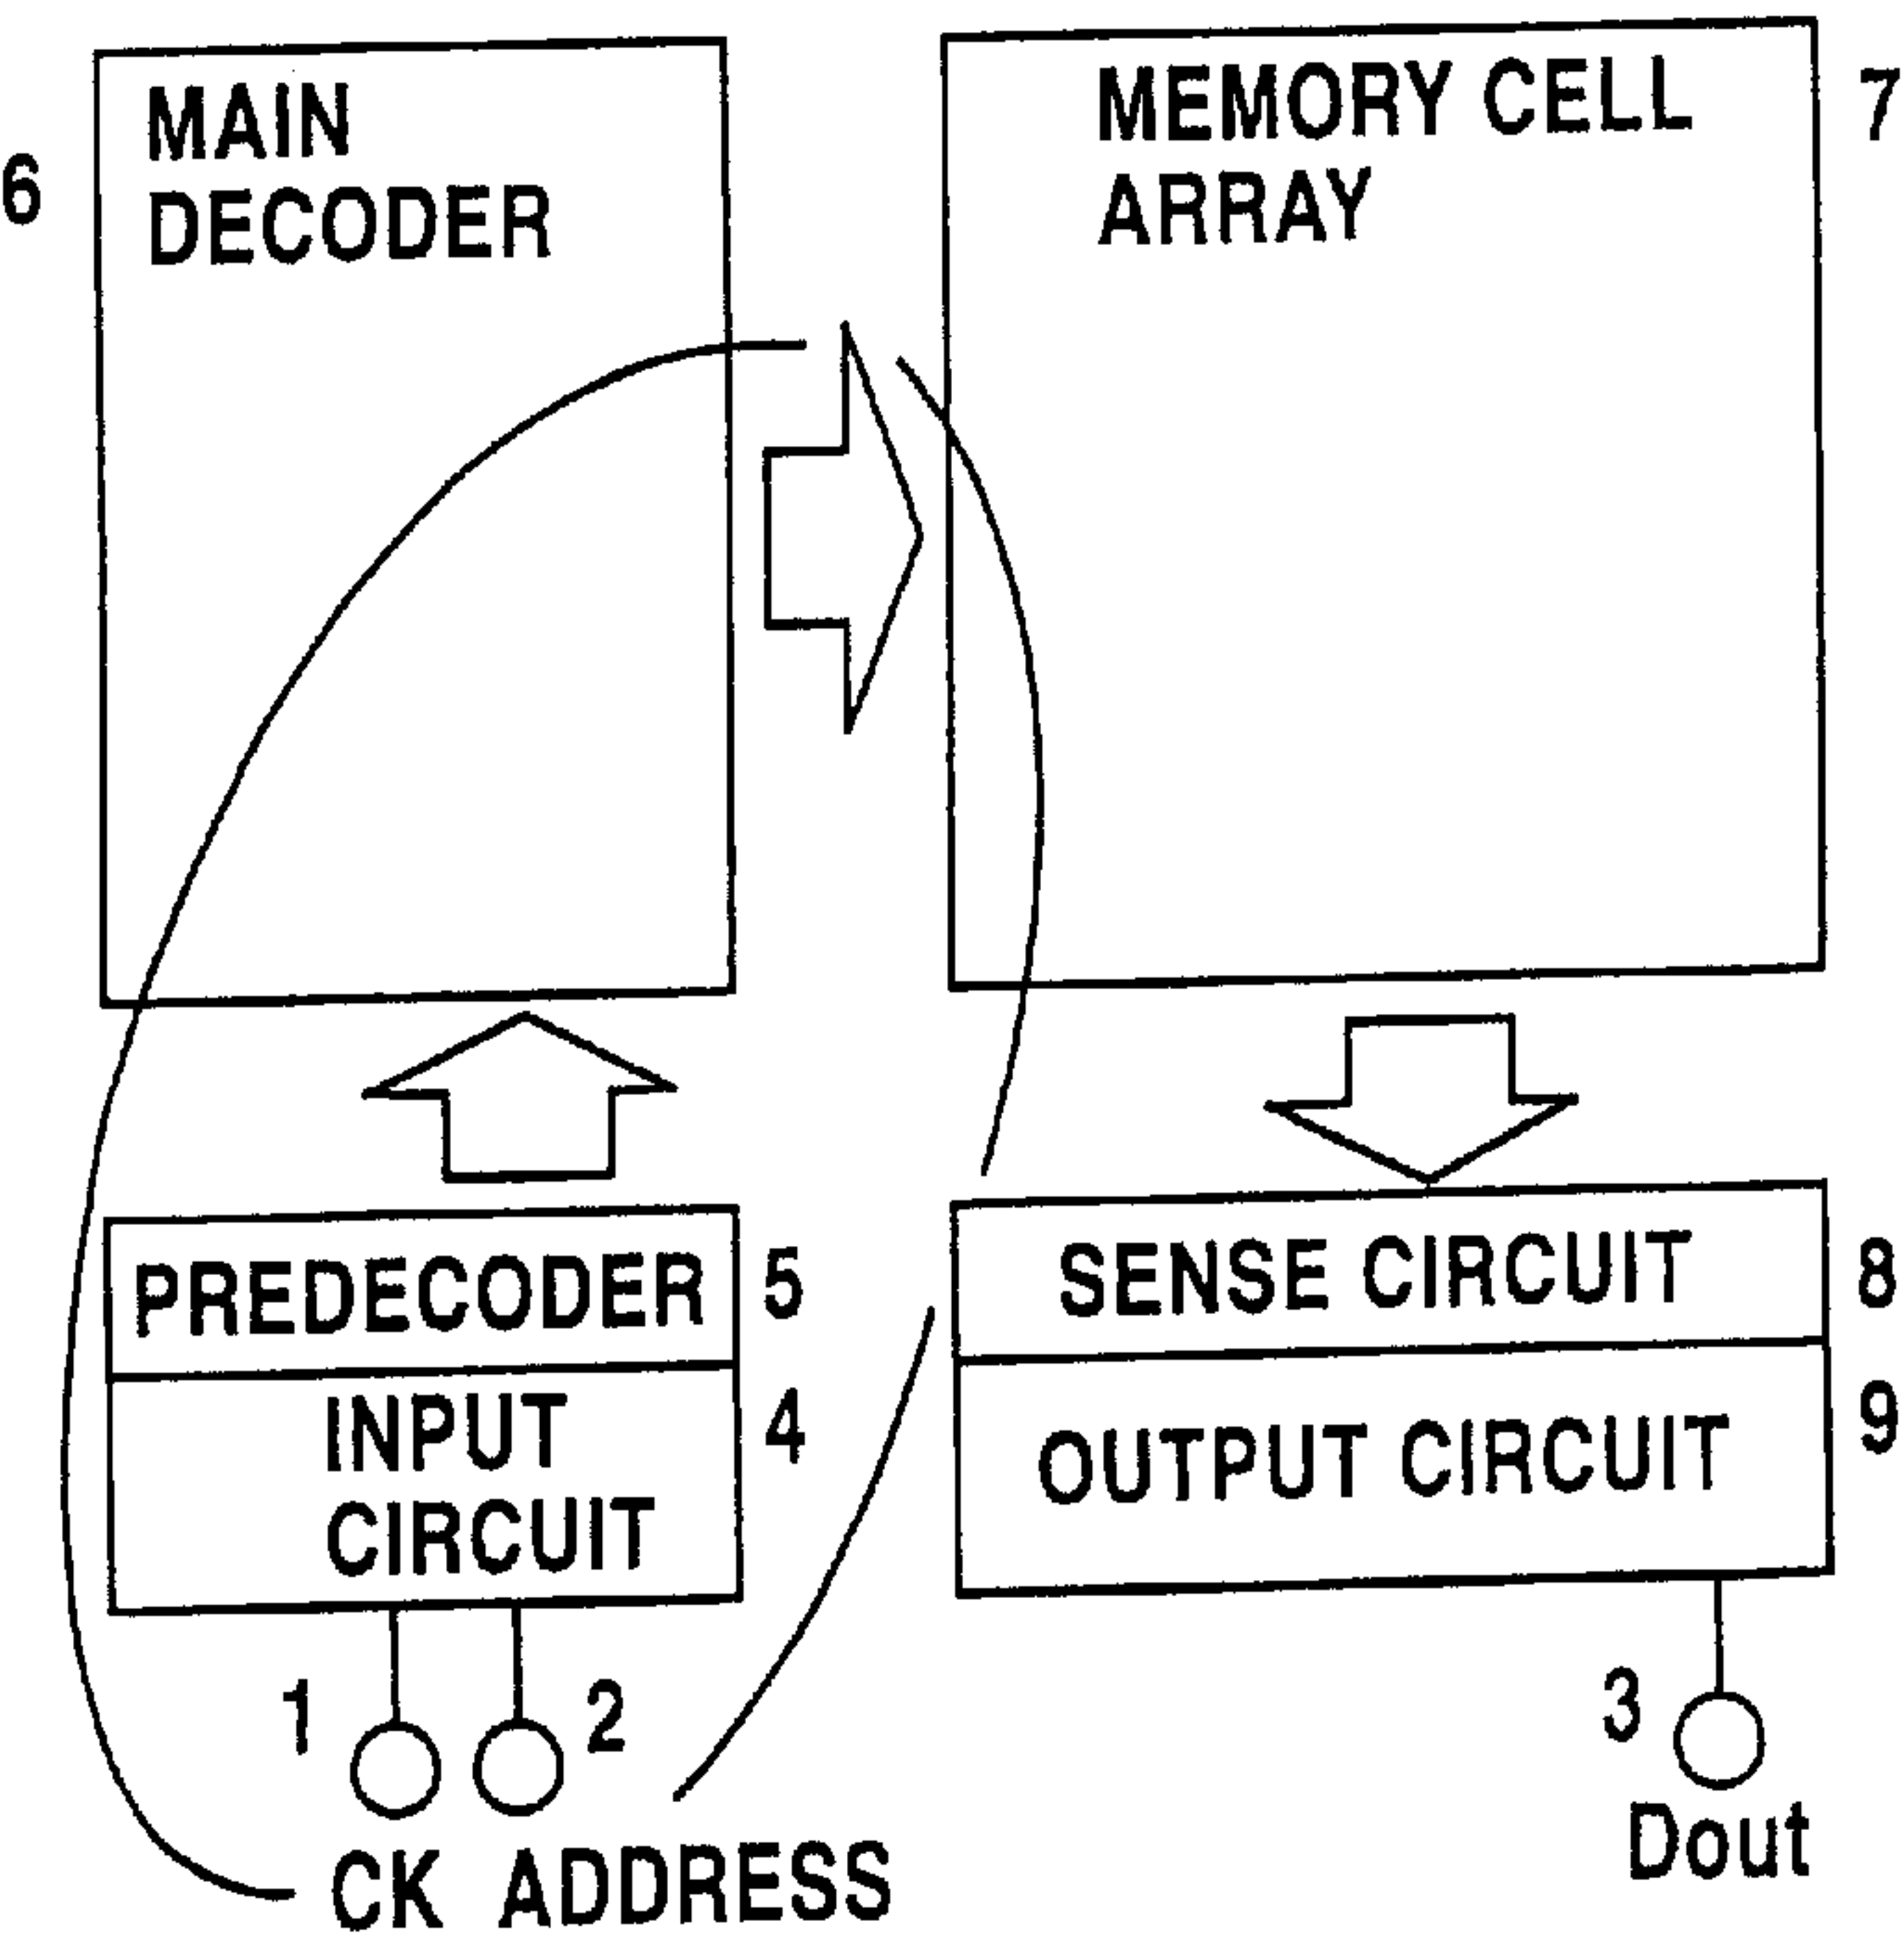 MAIN
DECODER
6
MEMORY CELL
ARRAY
7
PREDECODER
5
INPUT
CIRCUIT
4
SENSE CIRCUIT
8
OUTPUT CIRCUIT
9
1
2
CK ADDRESS
3
Dout